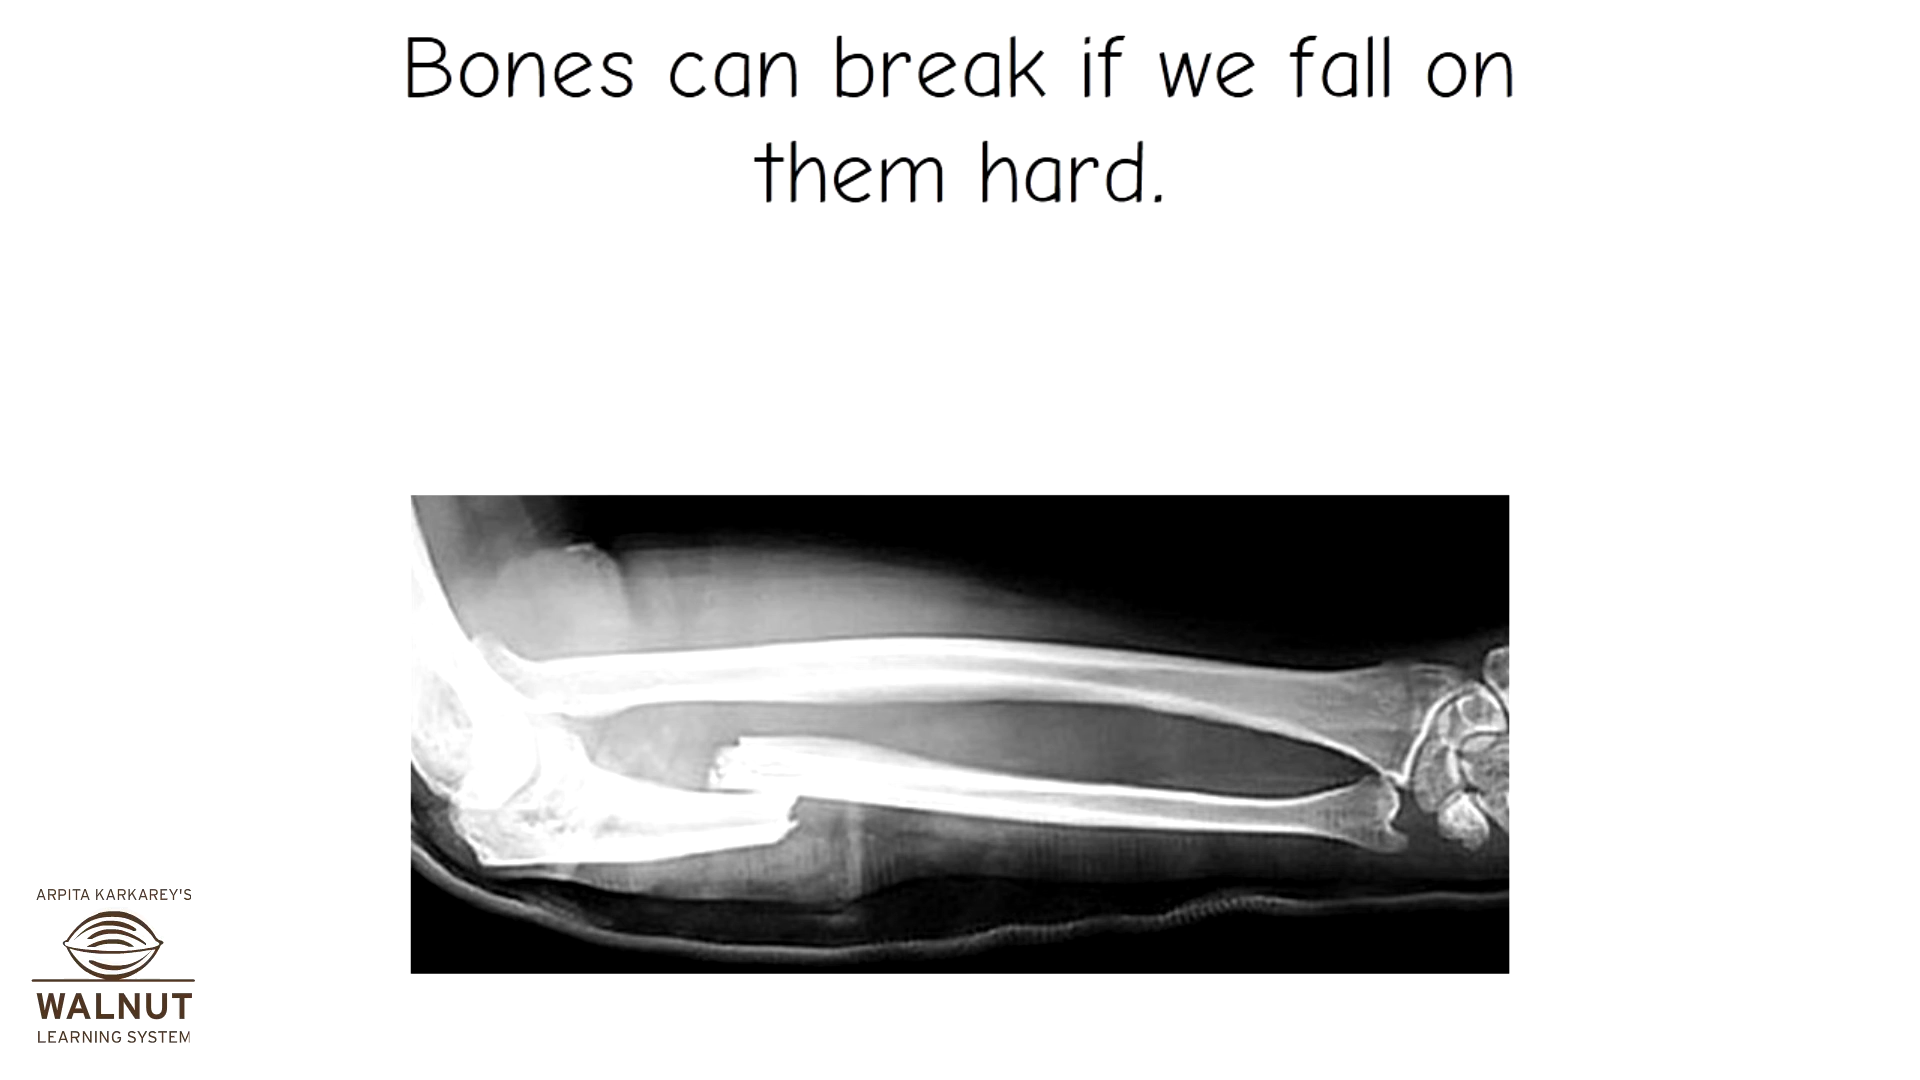 Bones can break if we fall on
them hard.
ARPITA KARKAREY'S
WALNUT
LEARNING SYSTEM